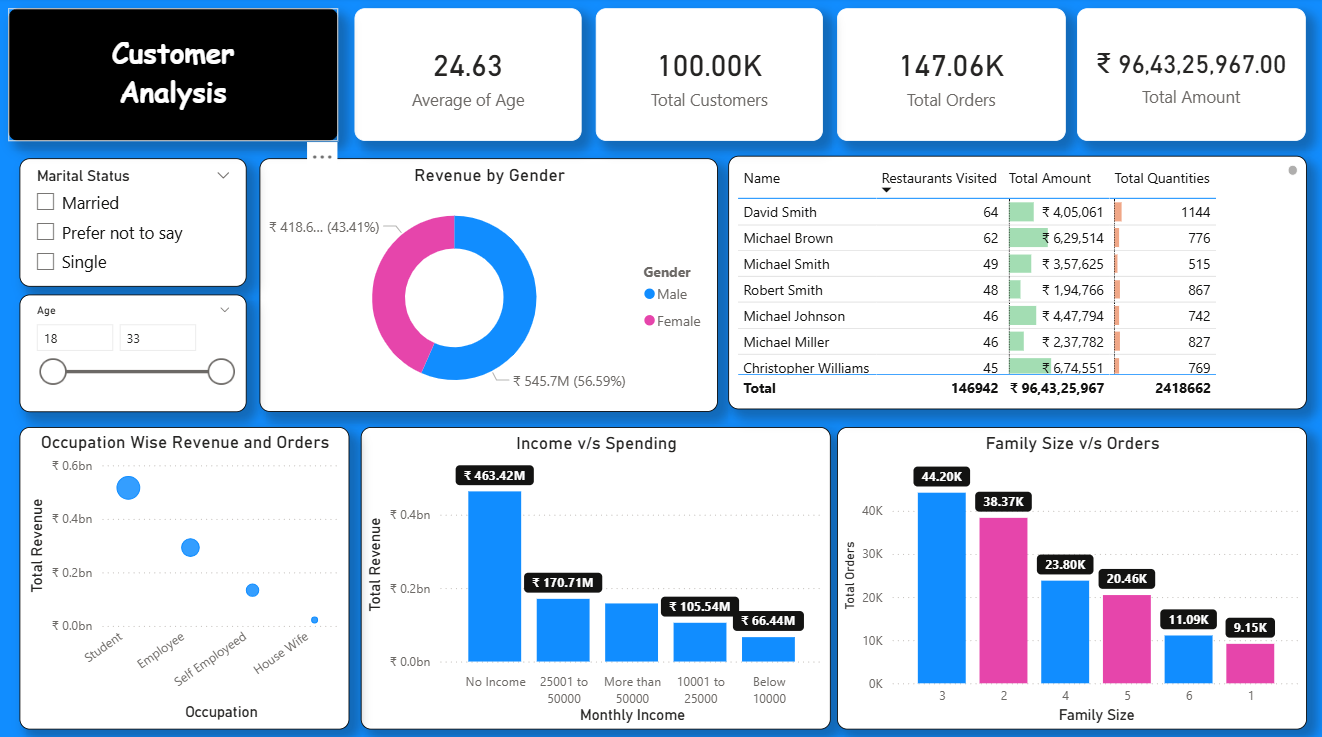 Customer
Analysis
24.63
Average of Age
100.00K
Total Customers
147.06K
Total Orders
₹ 96,43,25,967.00
Total Amount
Marital Status
Married
Prefer not to say
Single
Age
18 33
Revenue by Gender
₹ 418.6... (43.41%)
₹ 545.7M (56.59%)
Gender
Male
Female
Name Restaurants Visited Total Amount Total Quantities
David Smith 64 ₹ 4,05,061 1144
Michael Brown 62 ₹ 6,29,514 776
Michael Smith 49 ₹ 3,57,625 515
Robert Smith 48 ₹ 1,94,766 867
Michael Johnson 46 ₹ 4,47,794 742
Michael Miller 46 ₹ 2,37,782 827
Christopher Williams 45 ₹ 6,74,551 769
Total 146942 ₹ 96,43,25,967 2418662
Occupation Wise Revenue and Orders
Total Revenue
₹ 0.6bn
₹ 0.4bn
₹ 0.2bn
₹ 0.0bn
Student
Employee
Self Employeed
House Wife
Occupation
Income v/s Spending
Total Revenue
₹ 0.4bn
₹ 0.2bn
₹ 0.0bn
₹ 463.42M
₹ 170.71M
₹ 105.54M
₹ 66.44M
No Income
25001 to
50000
More than
50000
10001 to
25000
Below
10000
Monthly Income
Family Size v/s Orders
Total Orders
40K
30K
20K
10K
0K
44.20K
38.37K
23.80K
20.46K
11.09K
9.15K
3 2 4 5 6 1
Family Size